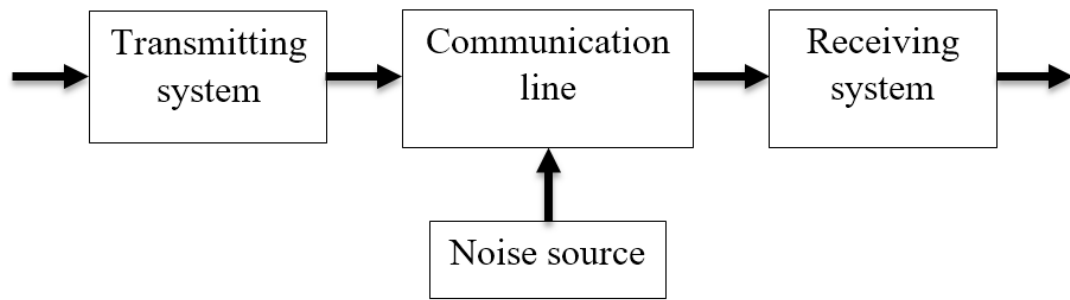 Transmitting
system
Communication
line
Receiving
system
Noise source